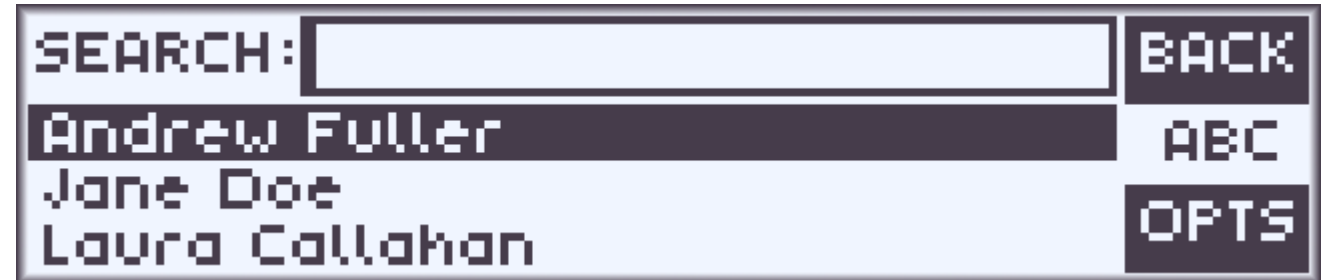 SEARCH:
BACK
Andrew Fuller
ABC
Jane Doe
OPTS
Laura Callahan